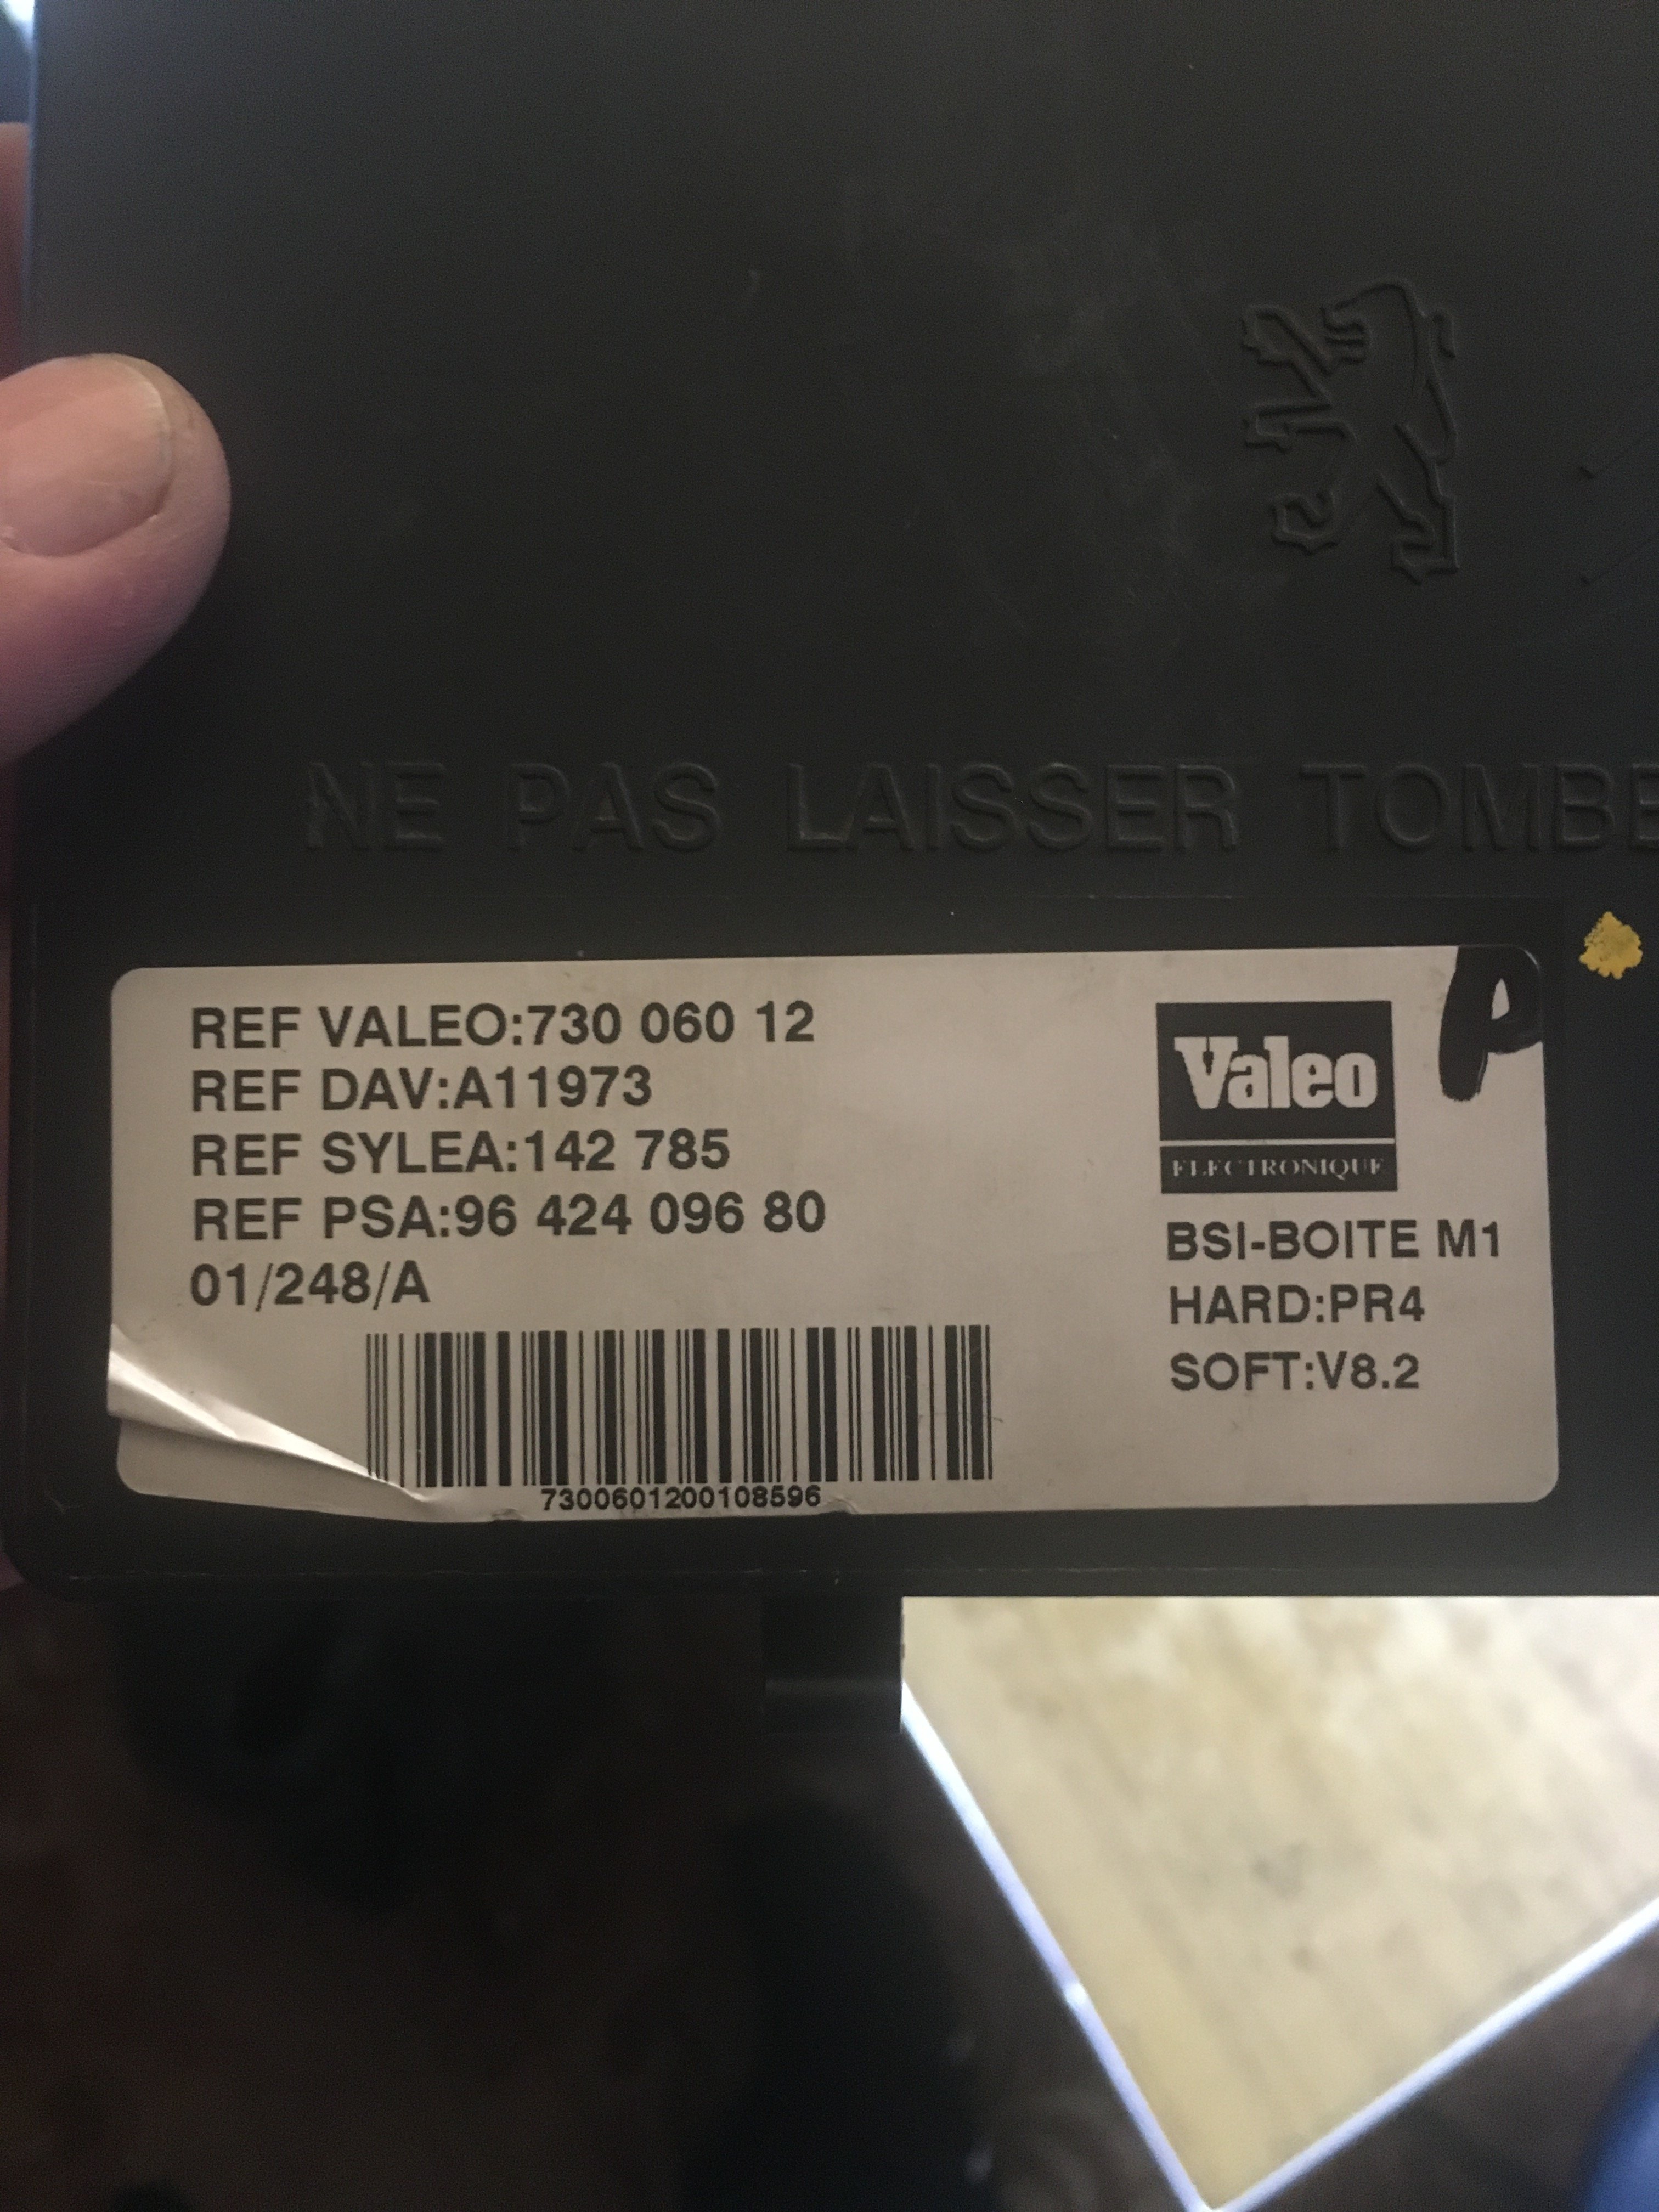 NE PAS LAISSER TOMBE
REF VALEO:730 060 12
REF DAV:A11973
REF SYLEA:142 785
REF PSA:96 424 096 80
01/248/A
7300601200108596
P
Valeo
ELECTRONIQUE
BSI-BOITE M1
HARD:PR4
SOFT:V8.2